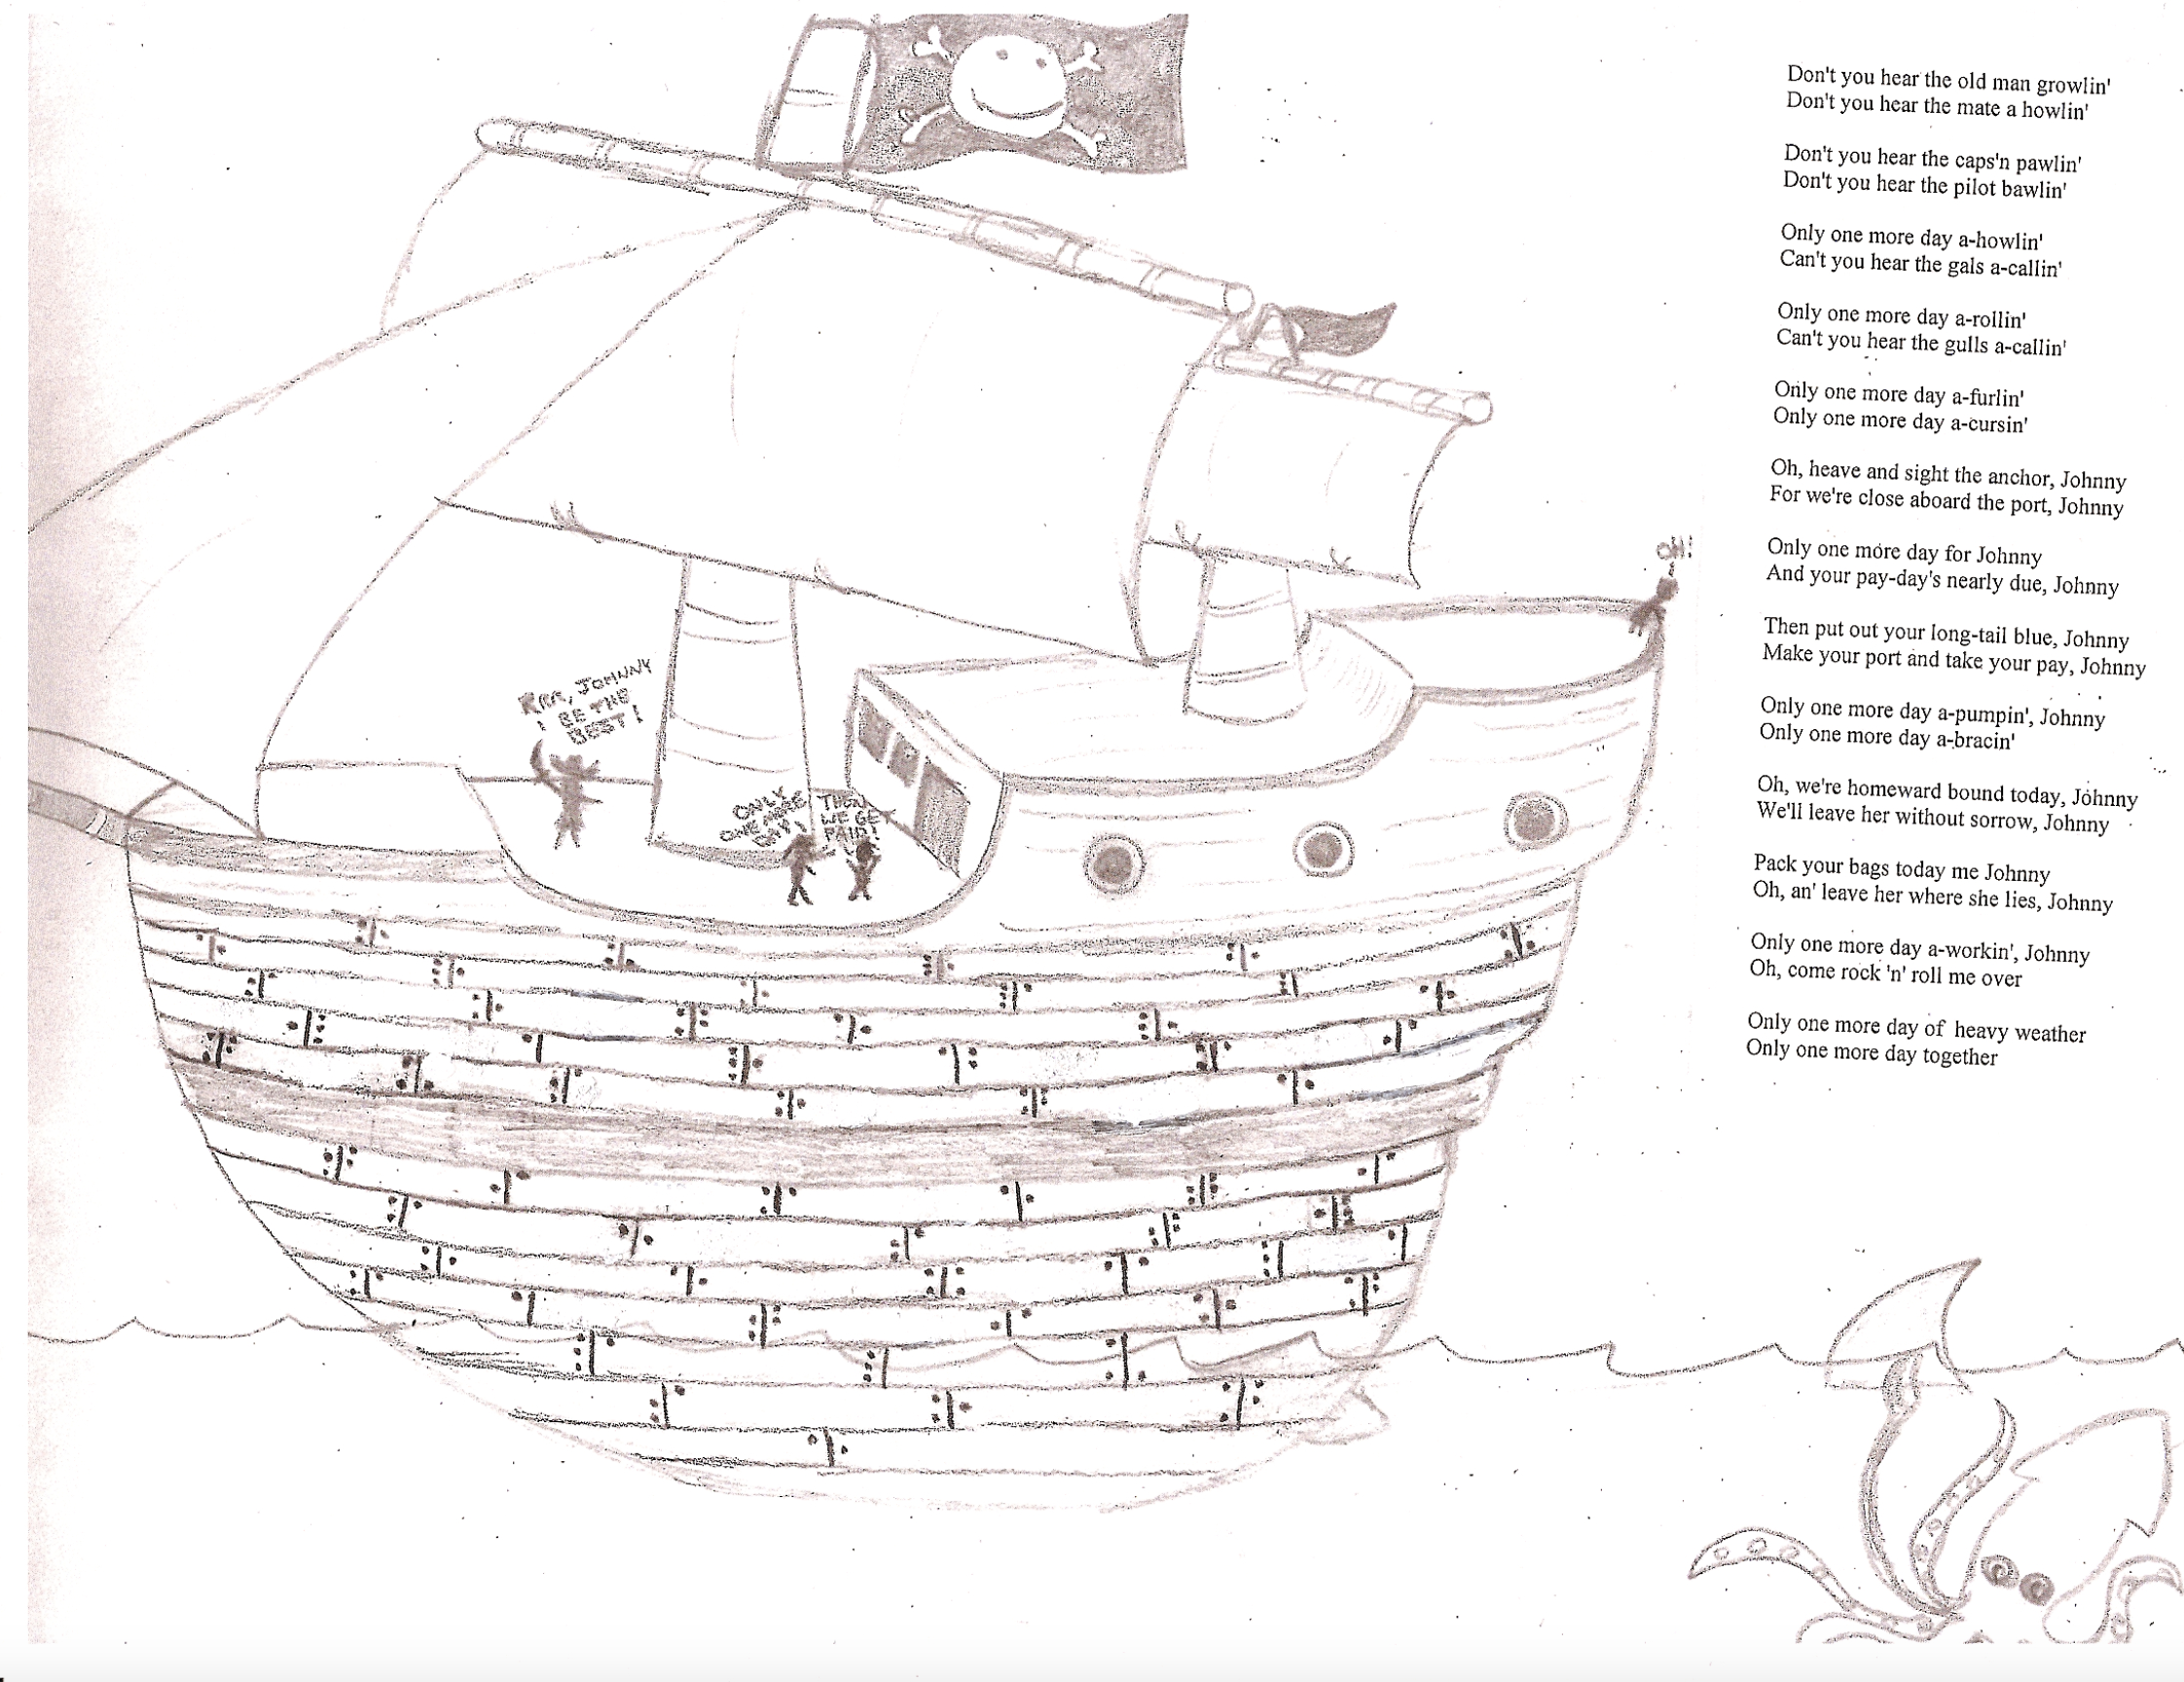 RRR, JOHNNY
I BE THE
BEST!
ONLY
ONE MORE
DAY!
THEN
WE GET
PAID!
OH!
Don't you hear the old man growlin'
Don't you hear the mate a howlin'
Don't you hear the caps'n pawlin'
Don't you hear the pilot bawlin'
Only one more day a-howlin'
Can't you hear the gals a-callin'
Only one more day a-rollin'
Can't you hear the gulls a-callin'
Only one more day a-furlin'
Only one more day a-cursin'
Oh, heave and sight the anchor, Johnny
For we're close aboard the port, Johnny
Only one more day for Johnny
And your pay-day's nearly due, Johnny
Then put out your long-tail blue, Johnny
Make your port and take your pay, Johnny
Only one more day a-pumpin', Johnny
Only one more day a-bracin'
Oh, we're homeward bound today, Johnny
We'll leave her without sorrow, Johnny
Pack your bags today me Johnny
Oh, an' leave her where she lies, Johnny
Only one more day a-workin', Johnny
Oh, come rock 'n' roll me over
Only one more day of heavy weather
Only one more day together